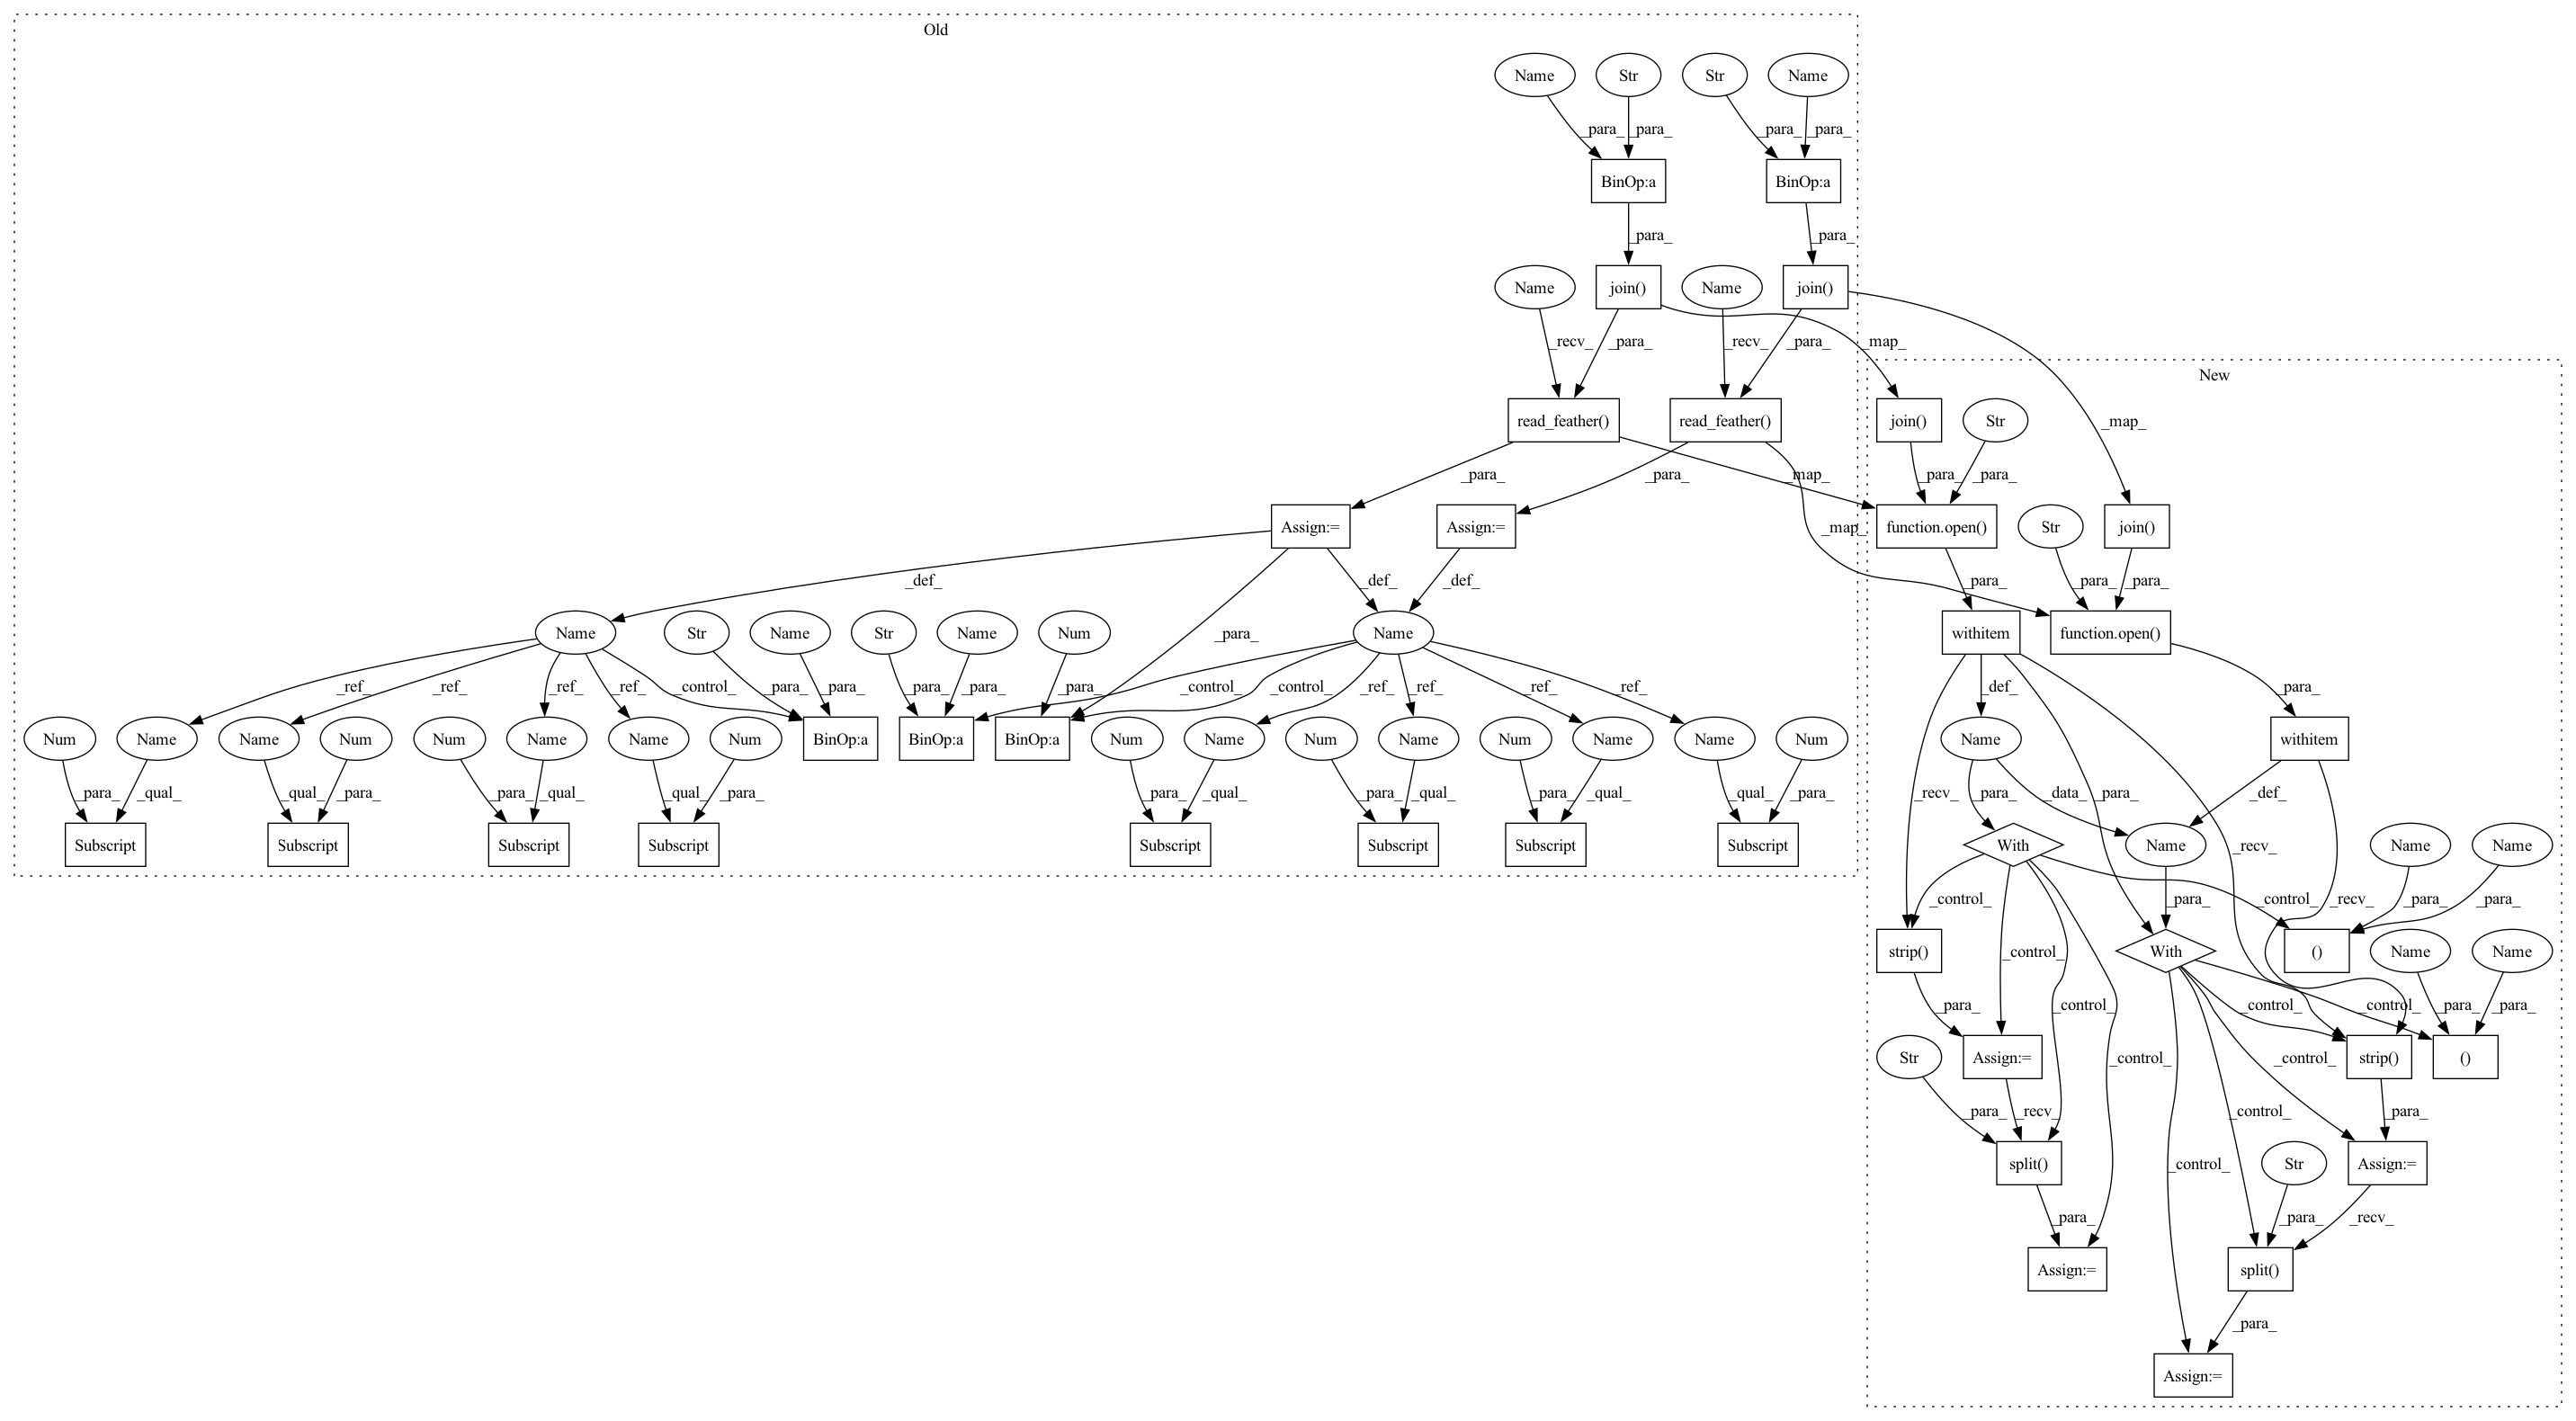 Old
Name Str Str Name
_para_ _para_ _para_ _para_
BinOp:a BinOp:a
_para_ _para_
Name join() Name join()
_recv_ _para_ _recv_ _para_ _map_
New
read_feather() read_feather() join() Str
_map_
_para_ _para_ _map_ _para_ _para_
Assign:= Assign:= function.open() Str join()
_map_
_def_ _def_ _para_ _para_ _para_
Name Str Name Str Name Num Name withitem function.open()
_para_
_ref_ _ref_ _ref_ _ref_ _control_ _para_ _para_ _para_ _para_ _control_ _para_ _control_ _ref_ _ref_ _ref_ _ref_ _def_ _para_
Num Name Name Num Num Name Name Num BinOp:a BinOp:a BinOp:a Num Name Num Name Num Name Name Num Name withitem
_para_ _qual_ _qual_ _para_ _para_ _qual_ _qual_ _para_ _para_ _qual_ _para_ _qual_ _para_ _qual_ _qual_ _para_ _recv_ _para_ _data_ _para_ _def_
Subscript Subscript Subscript Subscript Subscript Subscript Subscript Subscript With Name _recv_ Name Name
_control_ _para_ _control_ _recv_ _para_ _para_
strip() With () Name Name
_para_ _control_ _control_ _control_ _control_ _para_ _para_
Str Assign:= _control_ _control_ strip() ()
_para_ _recv_ _control_ _para_
split() Str Assign:=
_control_
_para_ _para_ _recv_
Assign:= split()
_para_
Assign:=